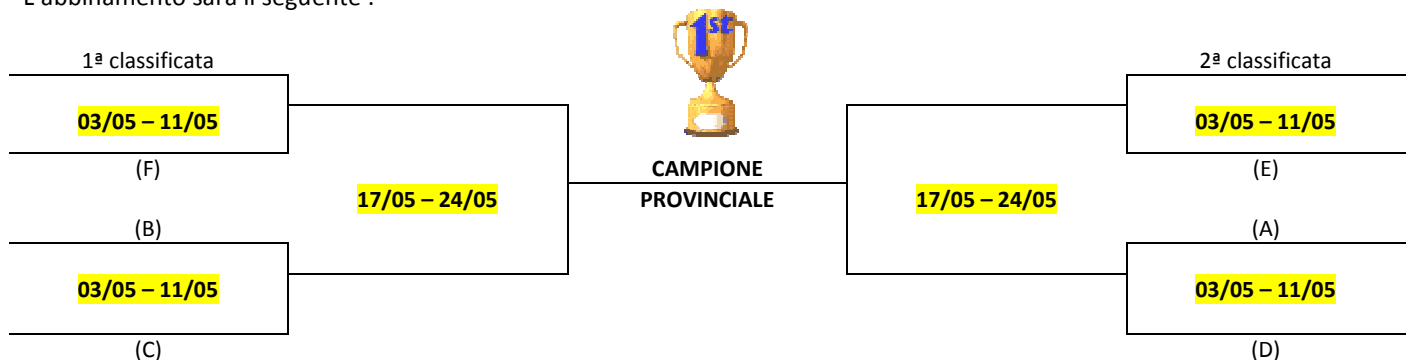 L'abbinamento sarà il seguente :
1st
1ª classificata 2ª classificata
03/05 – 11/05 03/05 – 11/05
(F) CAMPIONE (E)
17/05 – 24/05 PROVINCIALE 17/05 – 24/05
(B) (A)
03/05 – 11/05 03/05 – 11/05
(C) (D)